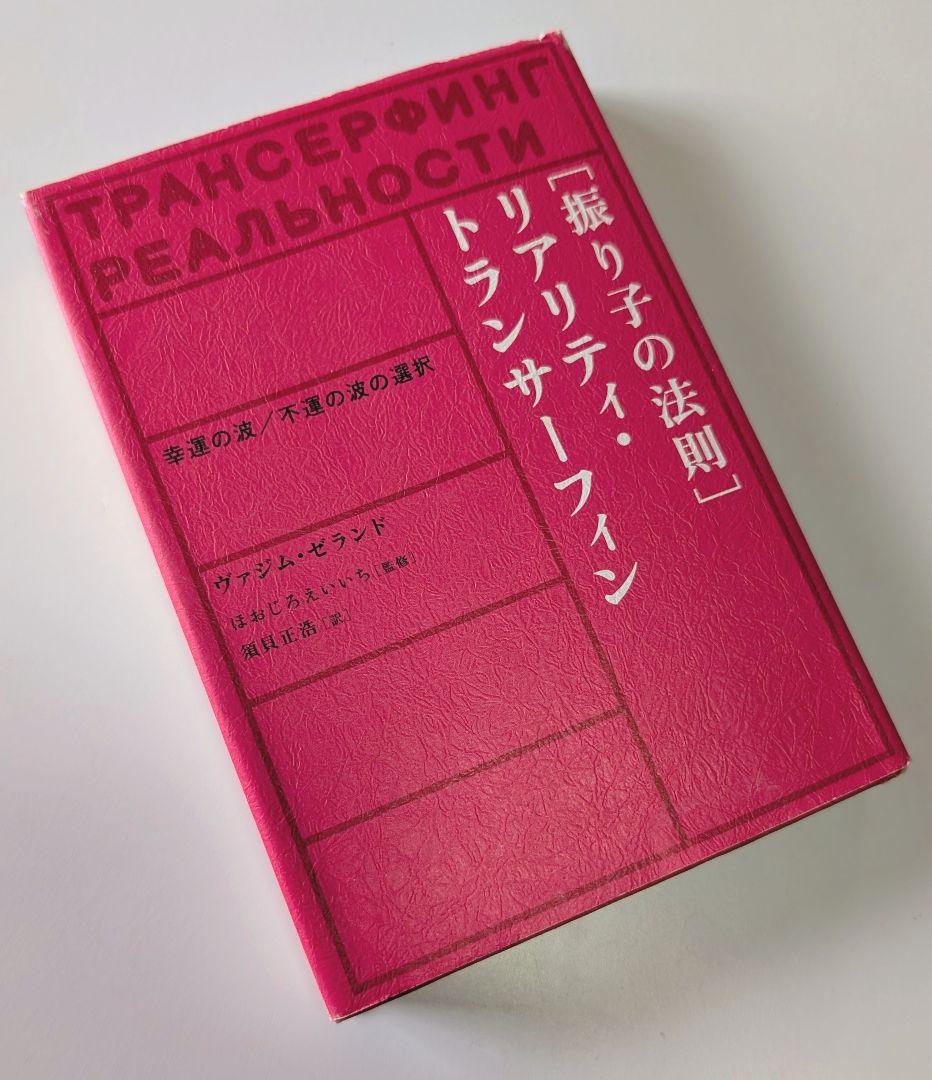 ТРАНСЕРФИНГ
РЕАЛЬНОСТИ
[振り子の法則]
リアリティ・
トランサーフィン
幸運の波/不運の波の選択
ヴァジム・ゼランド
ほおじろえいいち[監修]
須貝正浩[訳]